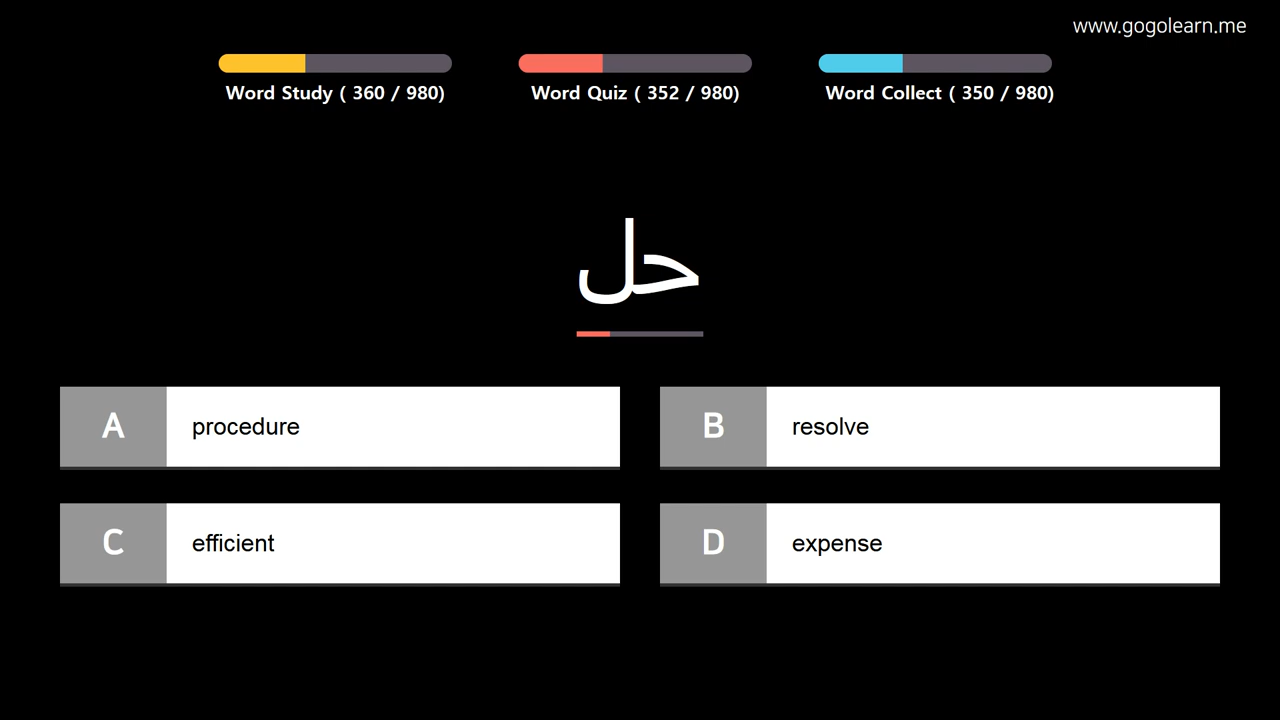 www.gogolearn.me
Word Study ( 360 / 980)
Word Quiz ( 352 / 980)
Word Collect ( 350 / 980)
حل
A procedure
B resolve
C efficient
D expense